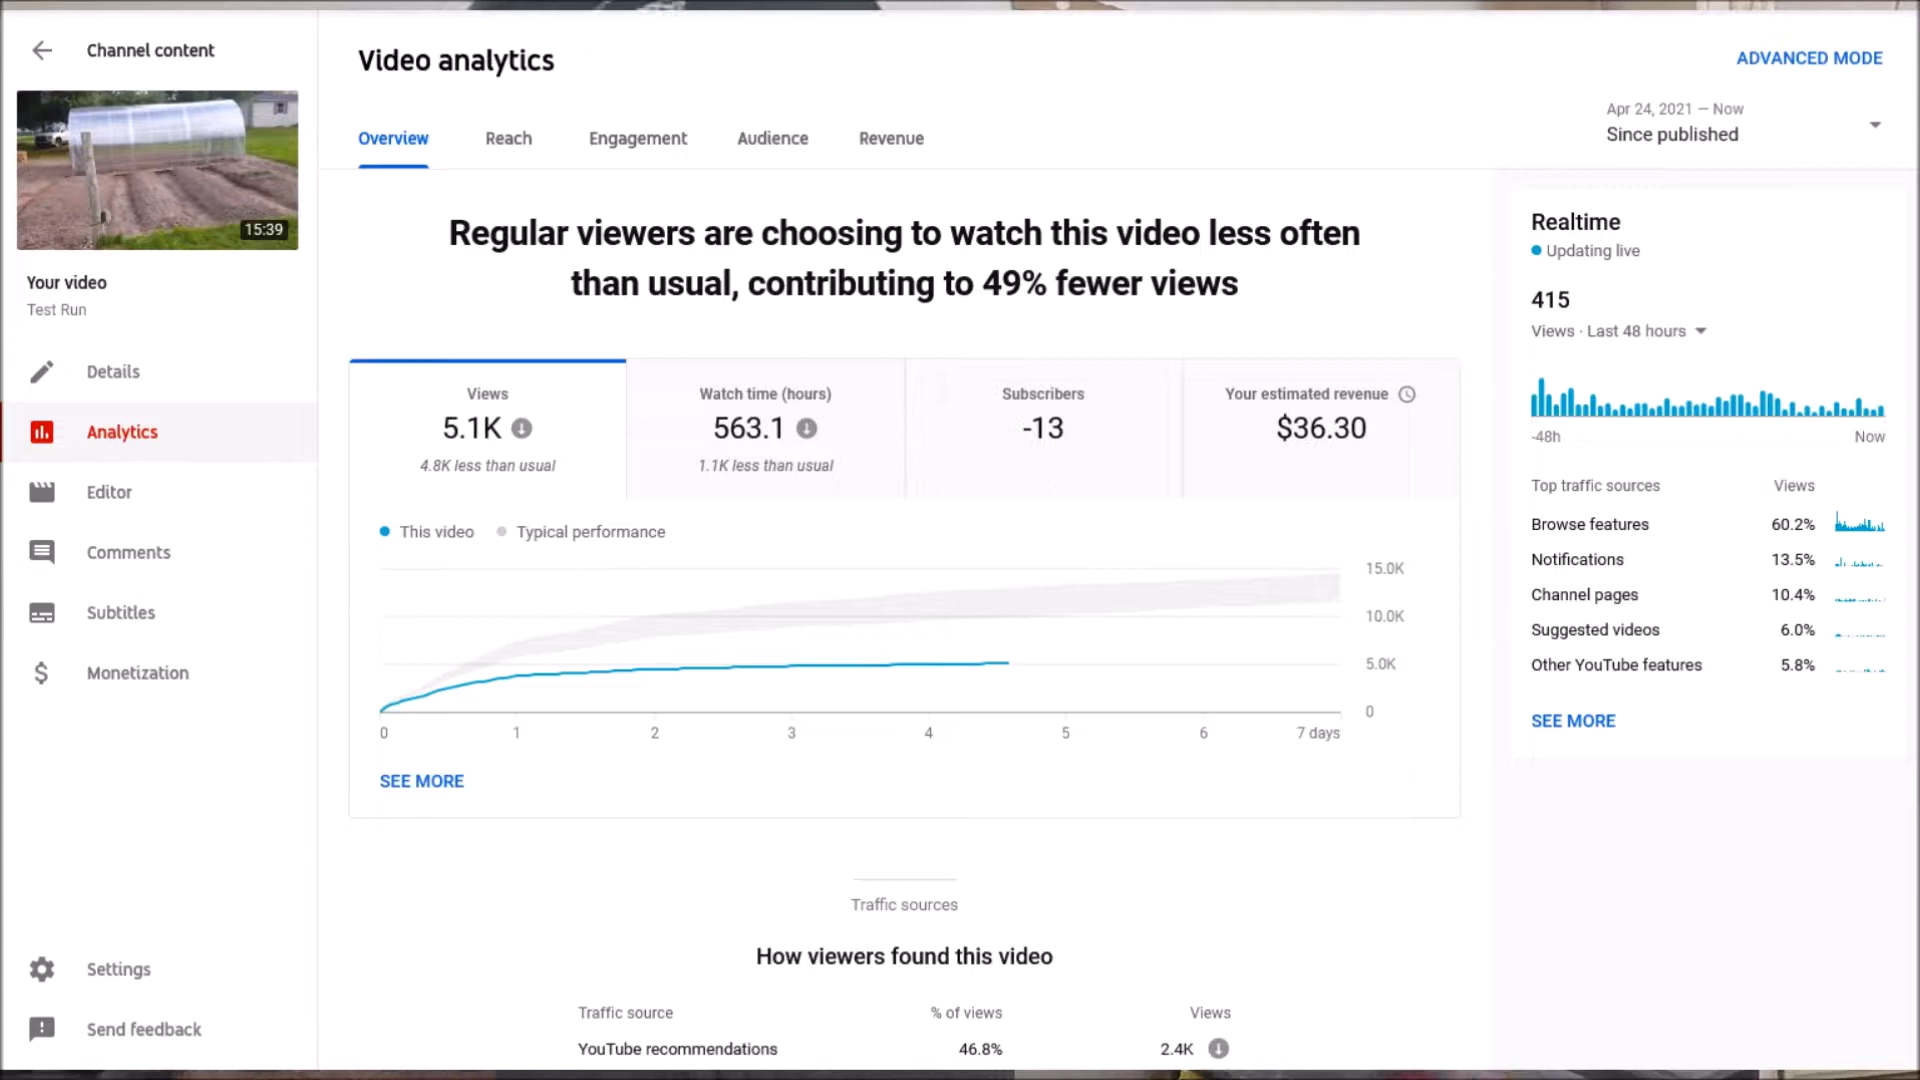 Channel content
15:39
Your video
Test Run
Details
Analytics
Editor
Comments
Subtitles
Monetization
Settings
Send feedback
Video analytics
ADVANCED MODE
Overview Reach Engagement Audience Revenue
Apr 24, 2021 – Now
Since published
Regular viewers are choosing to watch this video less often
than usual, contributing to 49% fewer views
Views
5.1K
4.8K less than usual
Watch time (hours)
563.1
1.1K less than usual
Subscribers
-13
Your estimated revenue
$36.30
This video Typical performance
15.0K
10.0K
5.0K
0
0 1 2 3 4 5 6 7 days
SEE MORE
Traffic sources
How viewers found this video
Traffic source % of views Views
YouTube recommendations 46.8% 2.4K
Realtime
Updating live
415
Views · Last 48 hours
-48h Now
Top traffic sources Views
Browse features 60.2%
Notifications 13.5%
Channel pages 10.4%
Suggested videos 6.0%
Other YouTube features 5.8%
SEE MORE